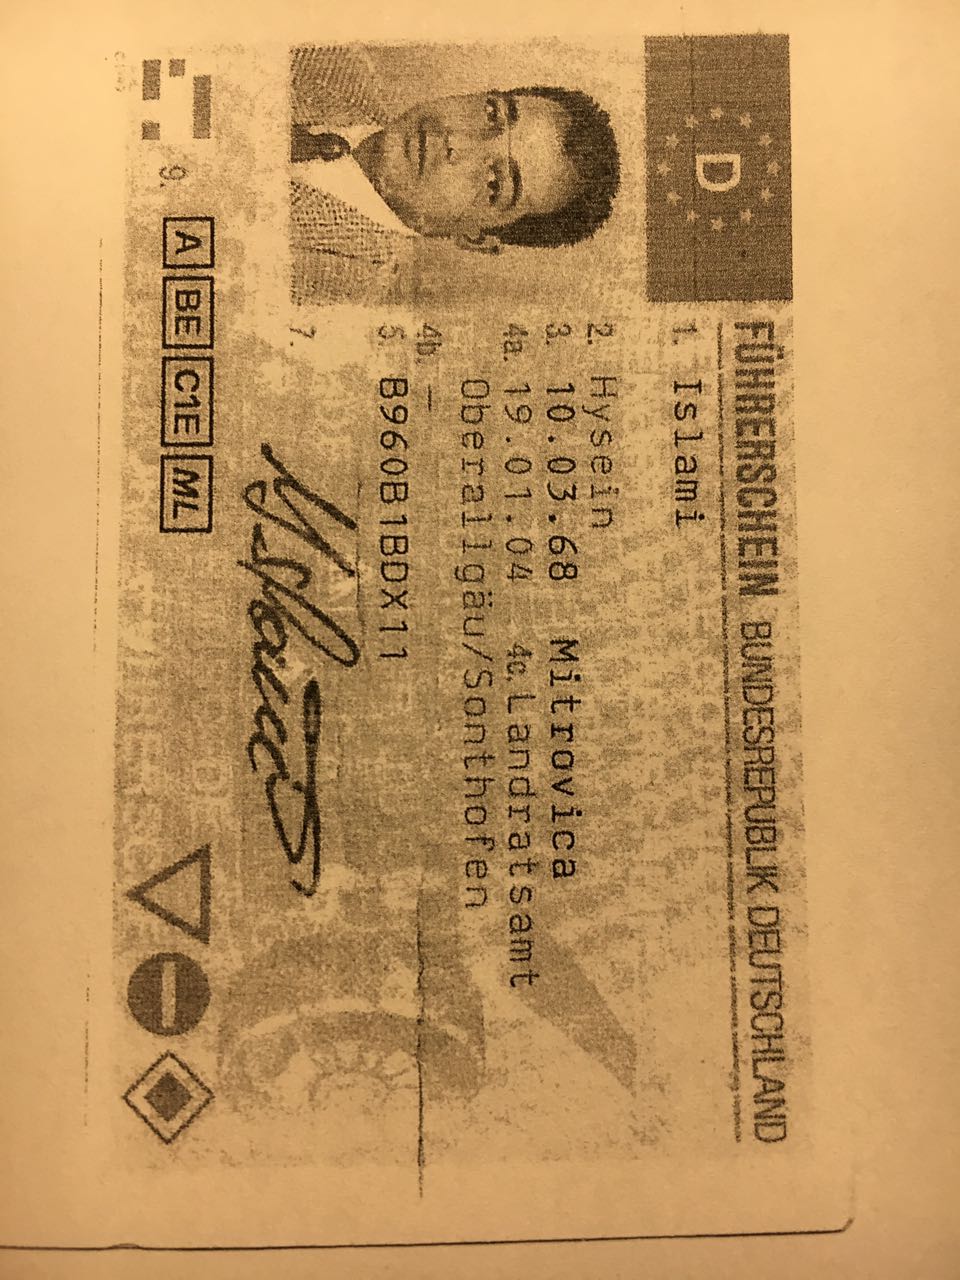 D
FÜHRERSCHEIN BUNDESREPUBLIK DEUTSCHLAND
1. Islami
2. Hysein
3. 10.03.68 Mitrovica
4a. 19.01.04 4c. Landratsamt
Oberallgäu/Sonthofen
4b. –
5. B960B1BDX11
7.
9. A BE C1E ML